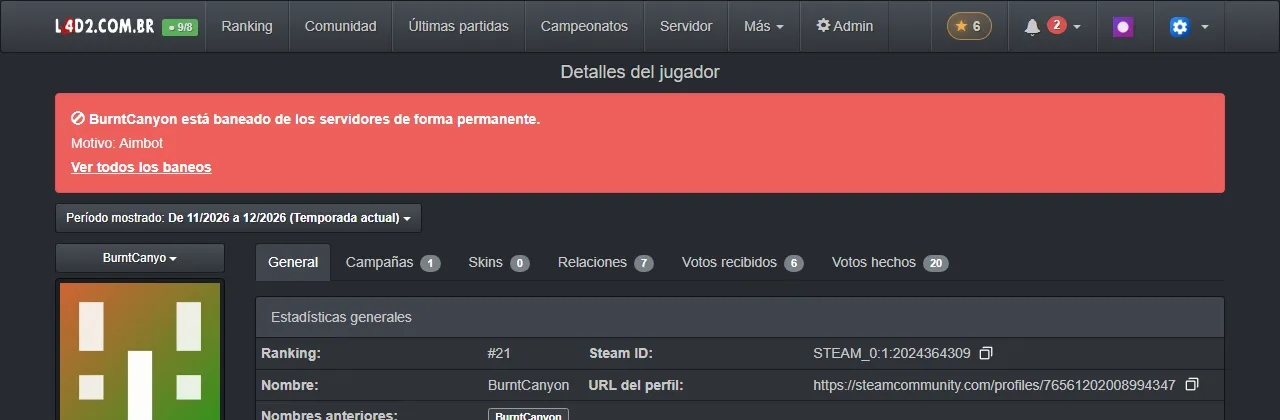 L4D2.COM.BR 9/8 Ranking Comunidad Últimas partidas Campeonatos Servidor Más Admin 6 2
Detalles del jugador
BurntCanyon está baneado de los servidores de forma permanente.
Motivo: Aimbot
Ver todos los baneos
Período mostrado: De 11/2026 a 12/2026 (Temporada actual)
BurntCanyo
General Campañas 1 Skins 0 Relaciones 7 Votos recibidos 6 Votos hechos 20
Estadísticas generales
Ranking: #21 Steam ID: STEAM_0:1:2024364309
Nombre: BurntCanyon URL del perfil: https://steamcommunity.com/profiles/76561202008994347
Nombres anteriores: BurntCanyon